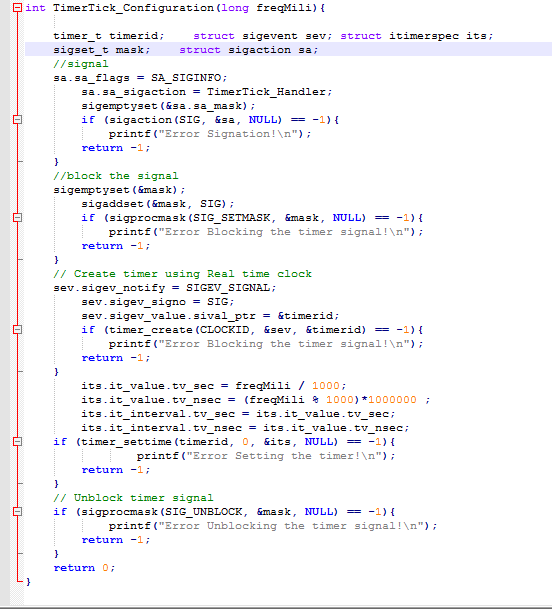 int TimerTick_Configuration(long freqMili){
timer_t timerid;    struct sigevent sev; struct itimerspec its;
sigset_t mask;    struct sigaction sa;
//signal
sa.sa_flags = SA_SIGINFO;
sa.sa_sigaction = TimerTick_Handler;
sigemptyset(&sa.sa_mask);
if (sigaction(SIG, &sa, NULL) == -1){
printf("Error Signation!\n");
return -1;
}
//block the signal
sigemptyset(&mask);
sigaddset(&mask, SIG);
if (sigprocmask(SIG_SETMASK, &mask, NULL) == -1){
printf("Error Blocking the timer signal!\n");
return -1;
}
// Create timer using Real time clock
sev.sigev_notify = SIGEV_SIGNAL;
sev.sigev_signo = SIG;
sev.sigev_value.sival_ptr = &timerid;
if (timer_create(CLOCKID, &sev, &timerid) == -1){
printf("Error Blocking the timer signal!\n");
return -1;
}
its.it_value.tv_sec = freqMili / 1000;
its.it_value.tv_nsec = (freqMili % 1000)*1000000 ;
its.it_interval.tv_sec = its.it_value.tv_sec;
its.it_interval.tv_nsec = its.it_value.tv_nsec;
if (timer_settime(timerid, 0, &its, NULL) == -1){
printf("Error Setting the timer!\n");
return -1;
}
// Unblock timer signal
if (sigprocmask(SIG_UNBLOCK, &mask, NULL) == -1){
printf("Error Unblocking the timer signal!\n");
return -1;
}
return 0;
}